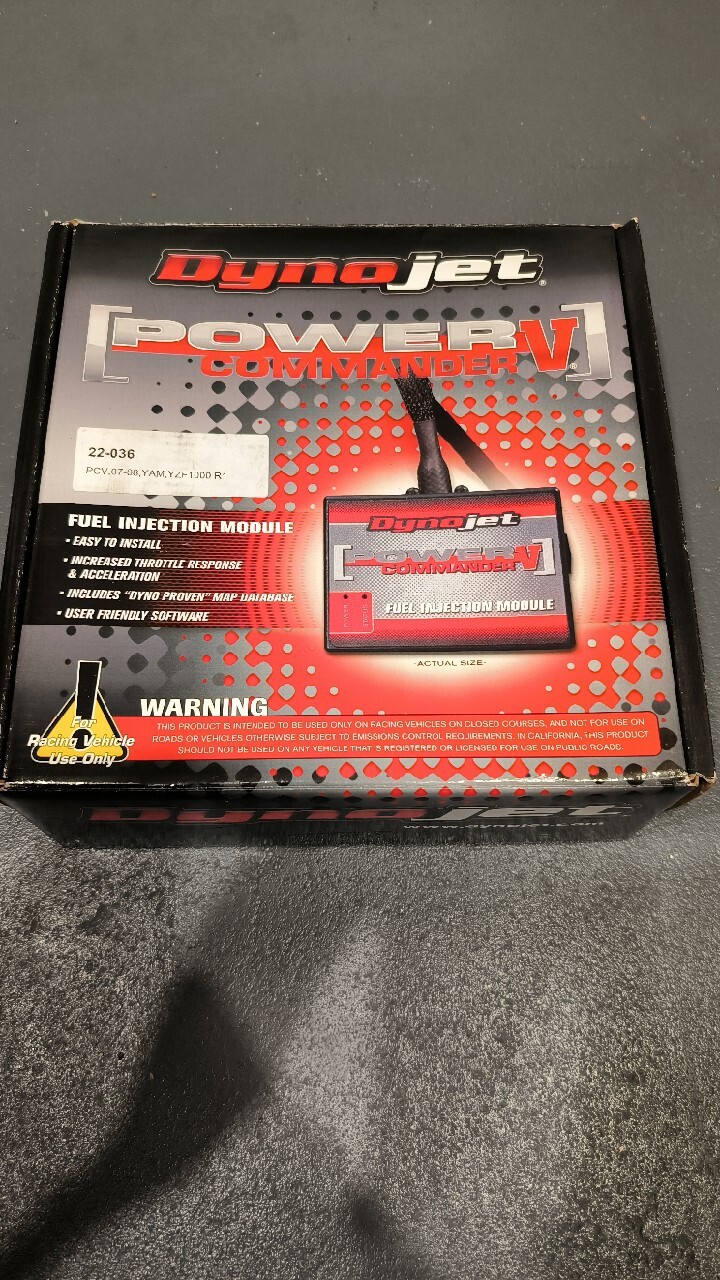 Dynojet
[POWER V]
COMMANDER
22-036
PCV,07-08,YAM,YZF1000 R1
FUEL INJECTION MODULE
• EASY TO INSTALL
• INCREASED THROTTLE RESPONSE
& ACCELERATION
• INCLUDES "DYNO PROVEN" MAP DATABASE
• USER FRIENDLY SOFTWARE
Dynojet
[POWER V]
COMMANDER
FUEL INJECTION MODULE
POWER
STATUS
-ACTUAL SIZE-
For
Racing Vehicle
Use Only
WARNING
THIS PRODUCT IS INTENDED TO BE USED ONLY ON RACING VEHICLES ON CLOSED COURSES, AND NOT FOR USE ON
ROADS OR VEHICLES OTHERWISE SUBJECT TO EMISSIONS CONTROL REQUIREMENTS. IN CALIFORNIA, THIS PRODUCT
SHOULD NOT BE USED ON ANY VEHICLE THAT IS REGISTERED OR LICENSED FOR USE ON PUBLIC ROADS.
Dynojet